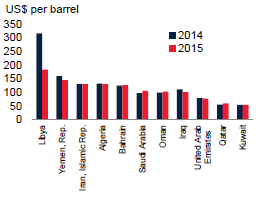 US$ per barrel
350
300
250
200
150
100
50
0
2014
2015
Libya
Yemen, Rep.
Iran, Islamic Rep.
Algeria
Bahrain
Saudi Arabia
Oman
Iraq
United Arab
Emirates
Qatar
Kuwait